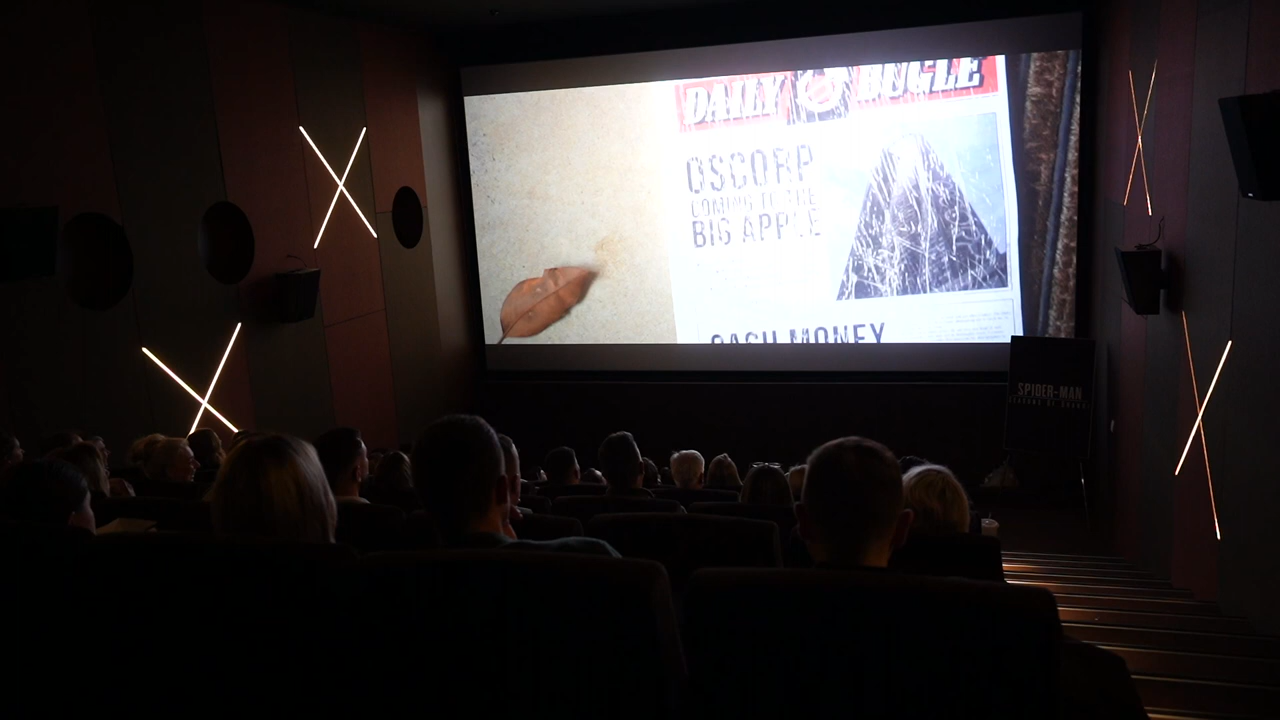 DAILY BUGLE
OSCORP
COMING TO THE
BIG APPLE
CASH MONEY
SPIDER-MAN